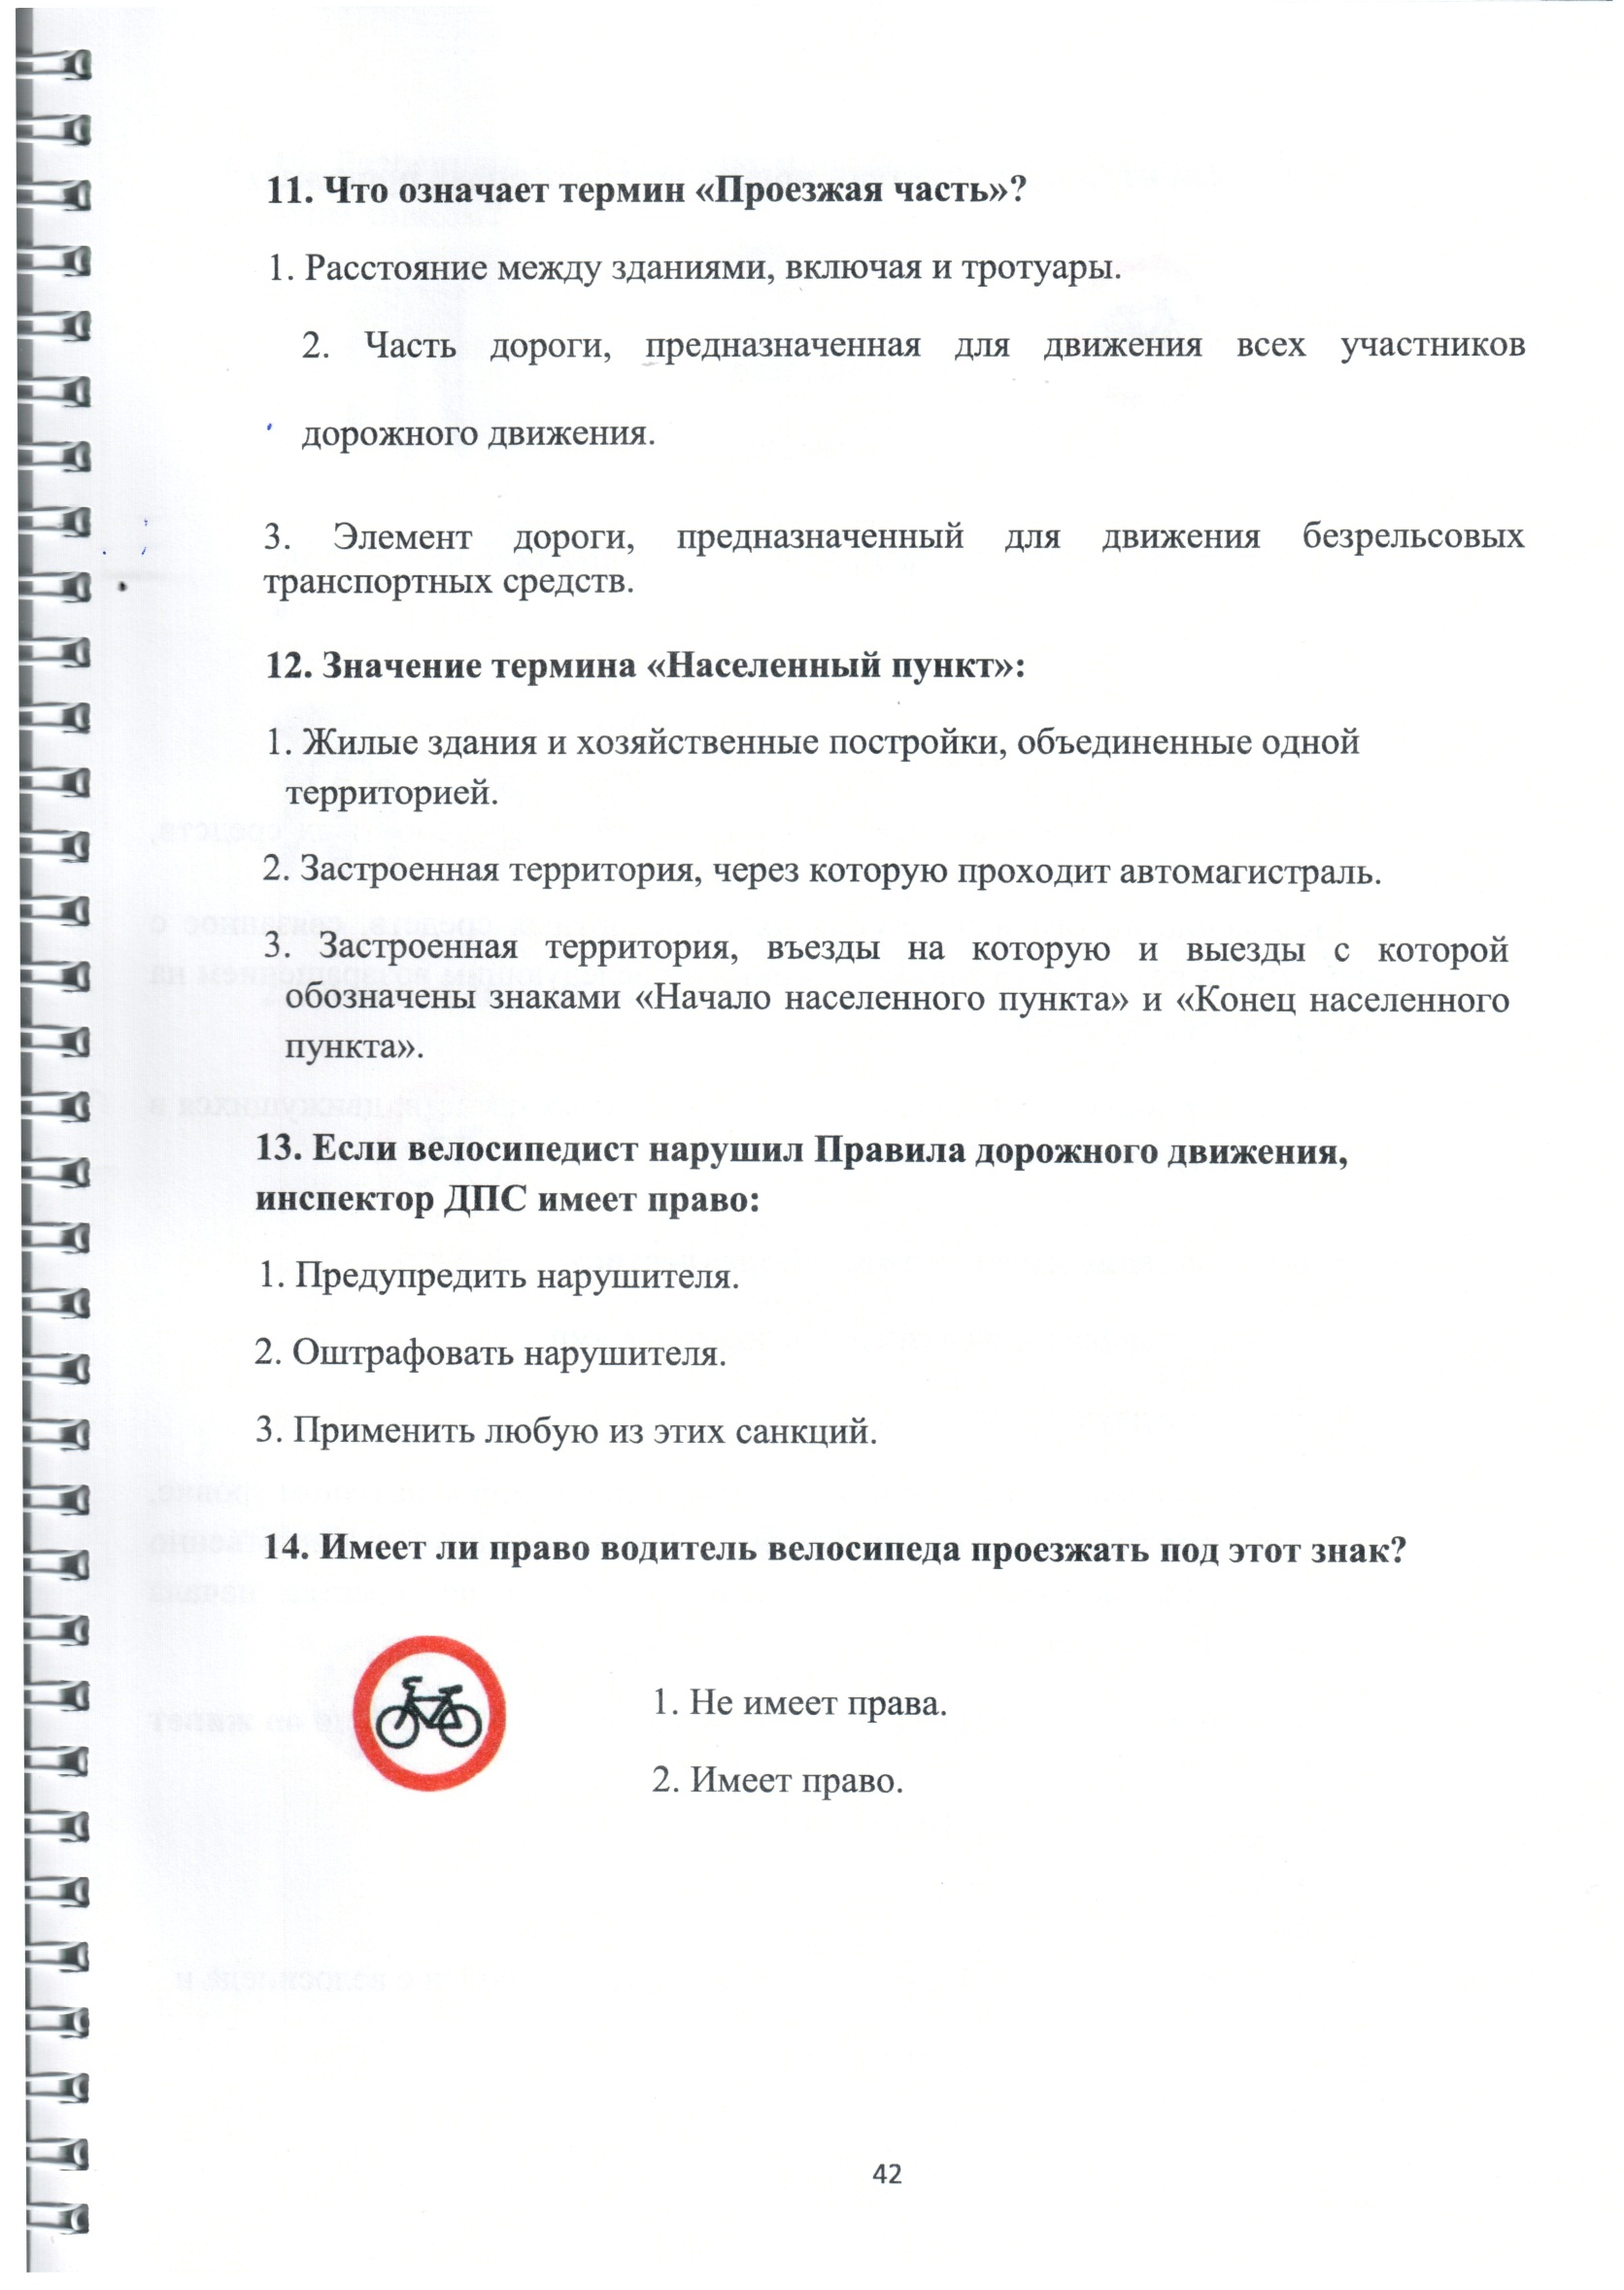 11. Что означает термин «Проезжая часть»?
1. Расстояние между зданиями, включая и тротуары.
2. Часть дороги, предназначенная для движения всех участников
дорожного движения.
3. Элемент дороги, предназначенный для движения безрельсовых
транспортных средств.
12. Значение термина «Населенный пункт»:
1. Жилые здания и хозяйственные постройки, объединенные одной
территорией.
2. Застроенная территория, через которую проходит автомагистраль.
3. Застроенная территория, въезды на которую и выезды с которой
обозначены знаками «Начало населенного пункта» и «Конец населенного
пункта».
13. Если велосипедист нарушил Правила дорожного движения,
инспектор ДПС имеет право:
1. Предупредить нарушителя.
2. Оштрафовать нарушителя.
3. Применить любую из этих санкций.
14. Имеет ли право водитель велосипеда проезжать под этот знак?
1. Не имеет права.
2. Имеет право.
42